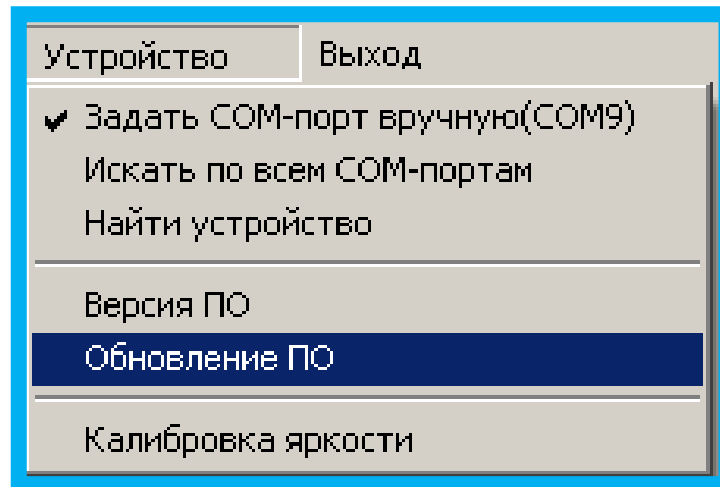 Устройство Выход
Задать COM-порт вручную(COM9)
Искать по всем COM-портам
Найти устройство
Версия ПО
Обновление ПО
Калибровка яркости